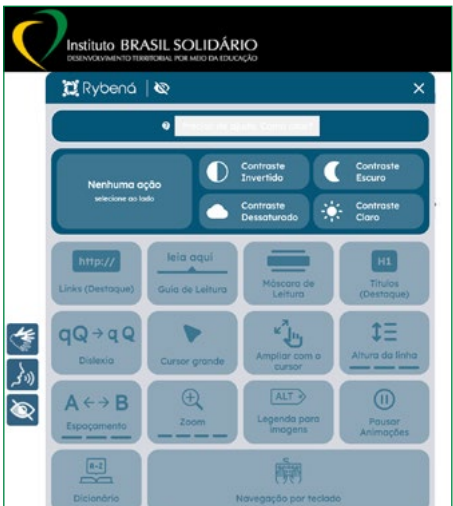 Instituto BRASIL SOLIDÁRIO
DESENVOLVIMENTO TERRITORIAL POR MEIO DA EDUCAÇÃO
Rybená
Nenhuma ação
selecione ao lado
Contraste
Invertido
Contraste
Escuro
Contraste
Dessaturado
Contraste
Claro
http://
Links (Destaque)
leia aqui
Guia de Leitura
Máscara de
Leitura
H1
Títulos
(Destaque)
qQ → qQ
Dislexia
Cursor grande
Ampliar com o
cursor
Altura da linha
A ←→ B
Espaçamento
Zoom
ALT
Legenda para
imagens
Pausar
Animações
A-Z
Dicionário
Navegação por teclado